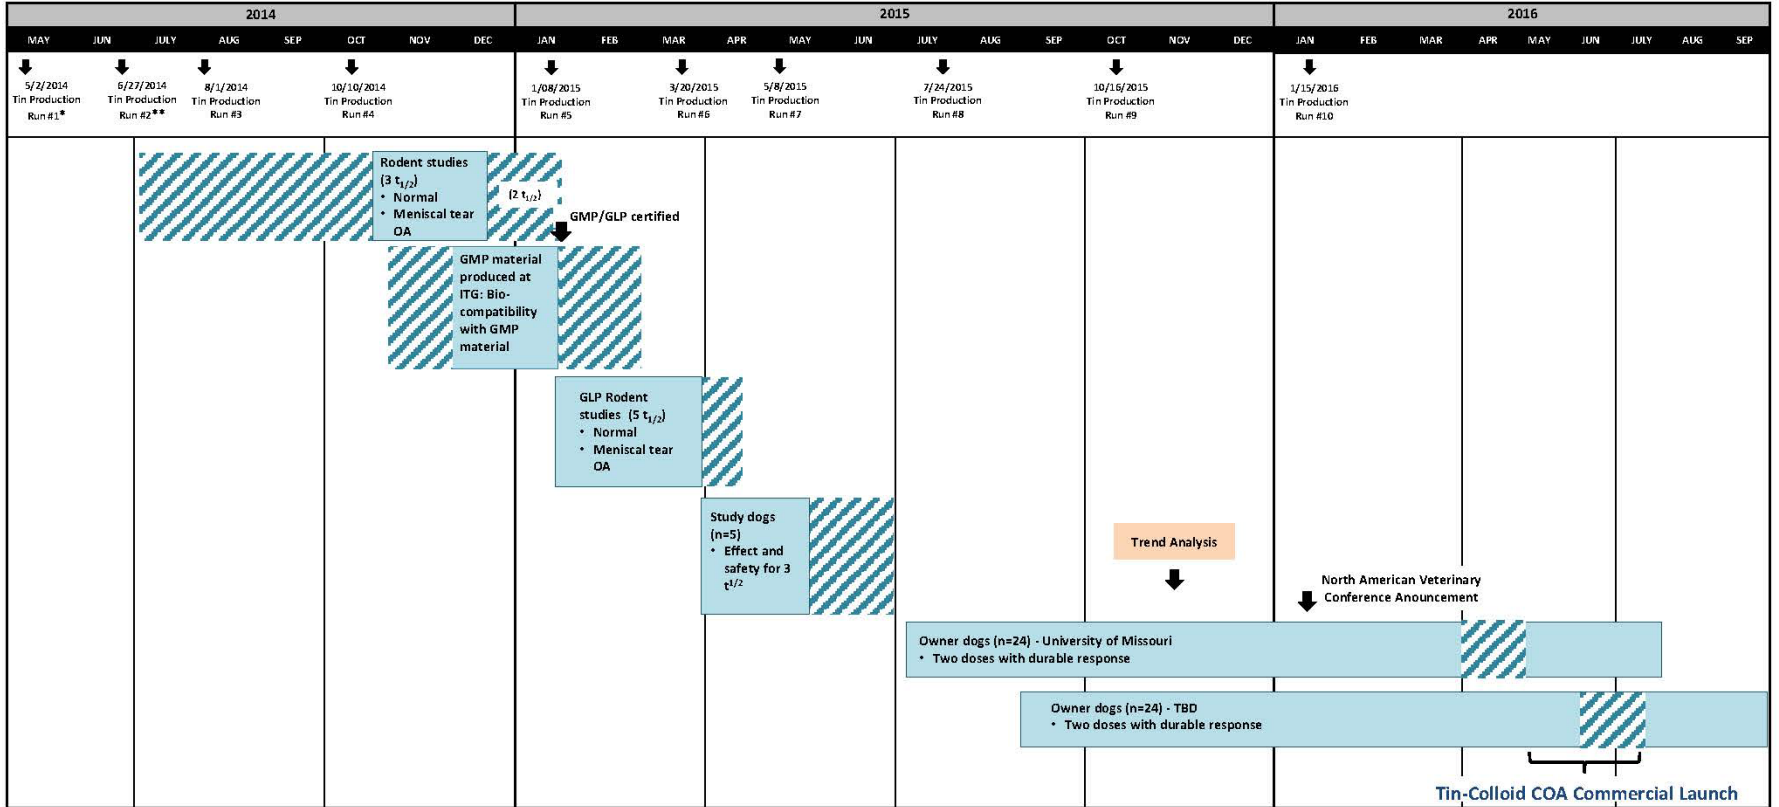 2014
2015
2016
MAY JUN JULY AUG SEP OCT NOV DEC JAN FEB MAR APR MAY JULY AUG SEP OCT NOV DEC JAN FEB MAR APR MAY JUN JULY AUG SEP
5/2/2014
Tin Production
Run #1*
6/27/2014
Tin Production
Run #2**
8/1/2014
Tin Production
Run #3
10/10/2014
Tin Production
Run #4
1/08/2015
Tin Production
Run #5
3/20/2015
Tin Production
Run #6
5/8/2015
Tin Production
Run #7
7/24/2015
Tin Production
Run #8
10/16/2015
Tin Production
Run #9
1/15/2016
Tin Production
Run #10
Rodent studies
(3 t1/2)
• Normal
• Meniscal tear
OA
(2 t1/2)
GMP/GLP certified
GMP material
produced at
ITG: Bio-
compatibility
with GMP
material
GLP Rodent
studies (5 t1/2)
• Normal
• Meniscal tear
OA
Study dogs
(n=5)
• Effect and
safety for 3
t1/2
Trend Analysis
North American Veterinary
Conference Anouncement
Owner dogs (n=24) - University of Missouri
• Two doses with durable response
Owner dogs (n=24) - TBD
• Two doses with durable response
Tin-Colloid COA Commercial Launch